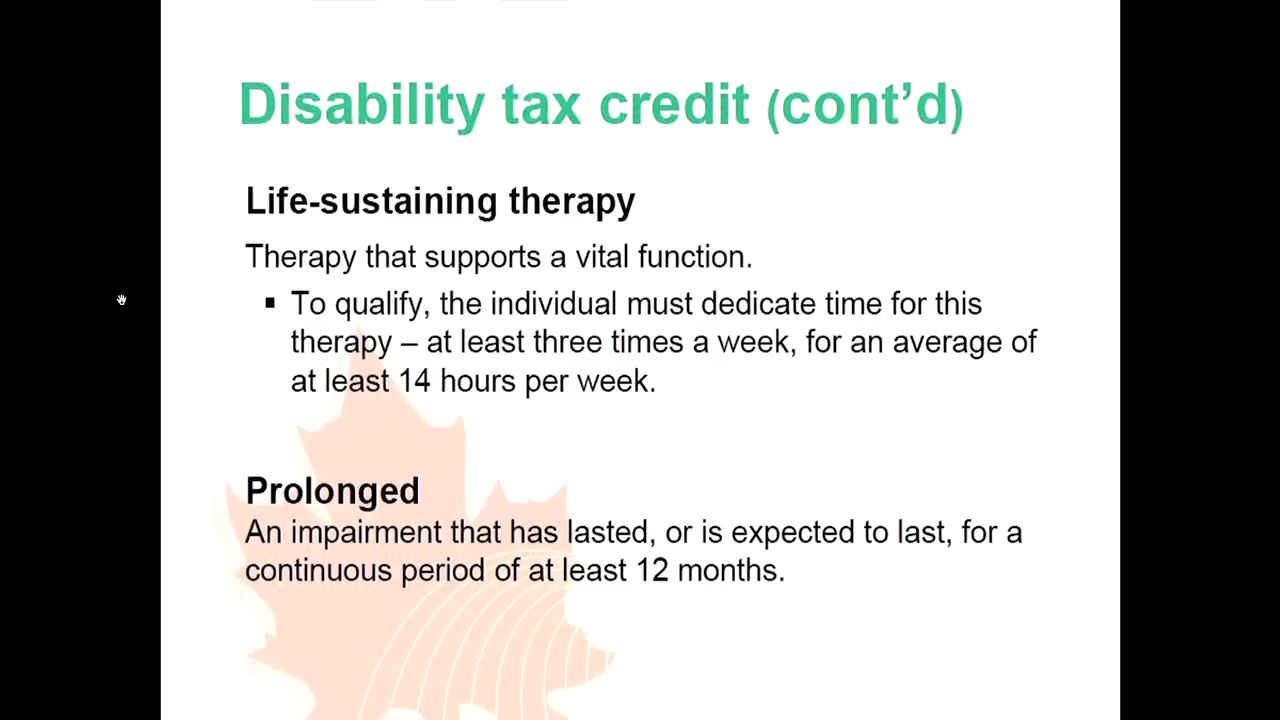 Disability tax credit (cont’d)
Life-sustaining therapy
Therapy that supports a vital function.
▪ To qualify, the individual must dedicate time for this
therapy – at least three times a week, for an average of
at least 14 hours per week.
Prolonged
An impairment that has lasted, or is expected to last, for a
continuous period of at least 12 months.